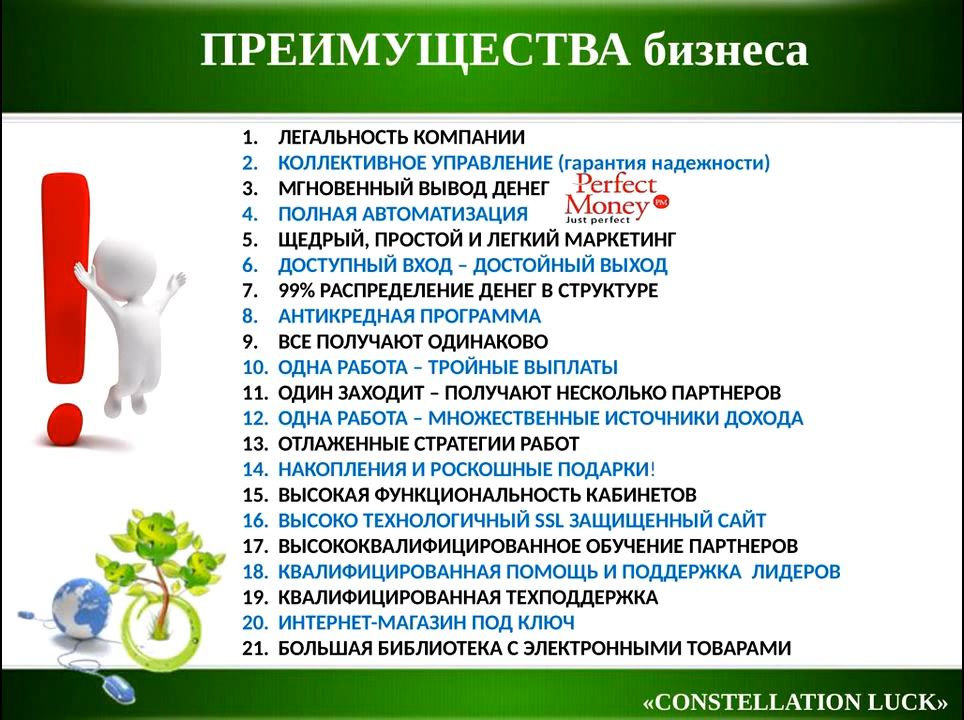 ПРЕИМУЩЕСТВА бизнеса
1. ЛЕГАЛЬНОСТЬ КОМПАНИИ
2. КОЛЛЕКТИВНОЕ УПРАВЛЕНИЕ (гарантия надежности)
3. МГНОВЕННЫЙ ВЫВОД ДЕНЕГ
Perfect
Money PM
Just perfect
4. ПОЛНАЯ АВТОМАТИЗАЦИЯ
5. ЩЕДРЫЙ, ПРОСТОЙ И ЛЕГКИЙ МАРКЕТИНГ
6. ДОСТУПНЫЙ ВХОД – ДОСТОЙНЫЙ ВЫХОД
7. 99% РАСПРЕДЕЛЕНИЕ ДЕНЕГ В СТРУКТУРЕ
8. АНТИКРЕДНАЯ ПРОГРАММА
9. ВСЕ ПОЛУЧАЮТ ОДИНАКОВО
10. ОДНА РАБОТА – ТРОЙНЫЕ ВЫПЛАТЫ
11. ОДИН ЗАХОДИТ – ПОЛУЧАЮТ НЕСКОЛЬКО ПАРТНЕРОВ
12. ОДНА РАБОТА – МНОЖЕСТВЕННЫЕ ИСТОЧНИКИ ДОХОДА
13. ОТЛАЖЕННЫЕ СТРАТЕГИИ РАБОТ
14. НАКОПЛЕНИЯ И РОСКОШНЫЕ ПОДАРКИ!
15. ВЫСОКАЯ ФУНКЦИОНАЛЬНОСТЬ КАБИНЕТОВ
16. ВЫСОКО ТЕХНОЛОГИЧНЫЙ SSL ЗАЩИЩЕННЫЙ САЙТ
17. ВЫСОКОКВАЛИФИЦИРОВАННОЕ ОБУЧЕНИЕ ПАРТНЕРОВ
18. КВАЛИФИЦИРОВАННАЯ ПОМОЩЬ И ПОДДЕРЖКА ЛИДЕРОВ
19. КВАЛИФИЦИРОВАННАЯ ТЕХПОДДЕРЖКА
20. ИНТЕРНЕТ-МАГАЗИН ПОД КЛЮЧ
21. БОЛЬШАЯ БИБЛИОТЕКА С ЭЛЕКТРОННЫМИ ТОВАРАМИ
«CONSTELLATION LUCK»